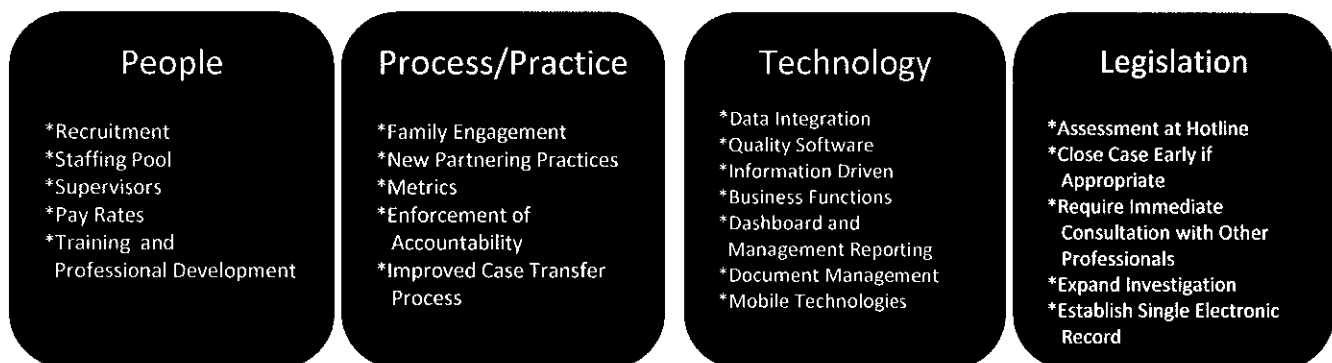 People
*Recruitment
*Staffing Pool
*Supervisors
*Pay Rates
*Training and
Professional Development
Process/Practice
*Family Engagement
*New Partnering Practices
*Metrics
*Enforcement of
Accountability
*Improved Case Transfer
Process
Technology
*Data Integration
*Quality Software
*Information Driven
*Business Functions
*Dashboard and
Management Reporting
*Document Management
*Mobile Technologies
Legislation
*Assessment at Hotline
*Close Case Early if
Appropriate
*Require Immediate
Consultation with Other
Professionals
*Expand Investigation
*Establish Single Electronic
Record